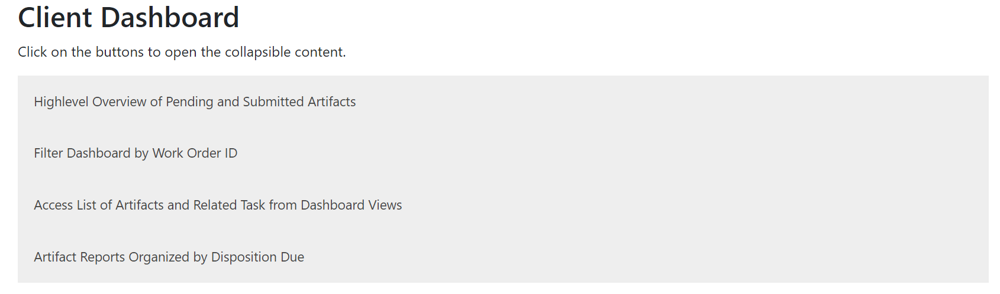 Client Dashboard
Click on the buttons to open the collapsible content.
Highlevel Overview of Pending and Submitted Artifacts
Filter Dashboard by Work Order ID
Access List of Artifacts and Related Task from Dashboard Views
Artifact Reports Organized by Disposition Due